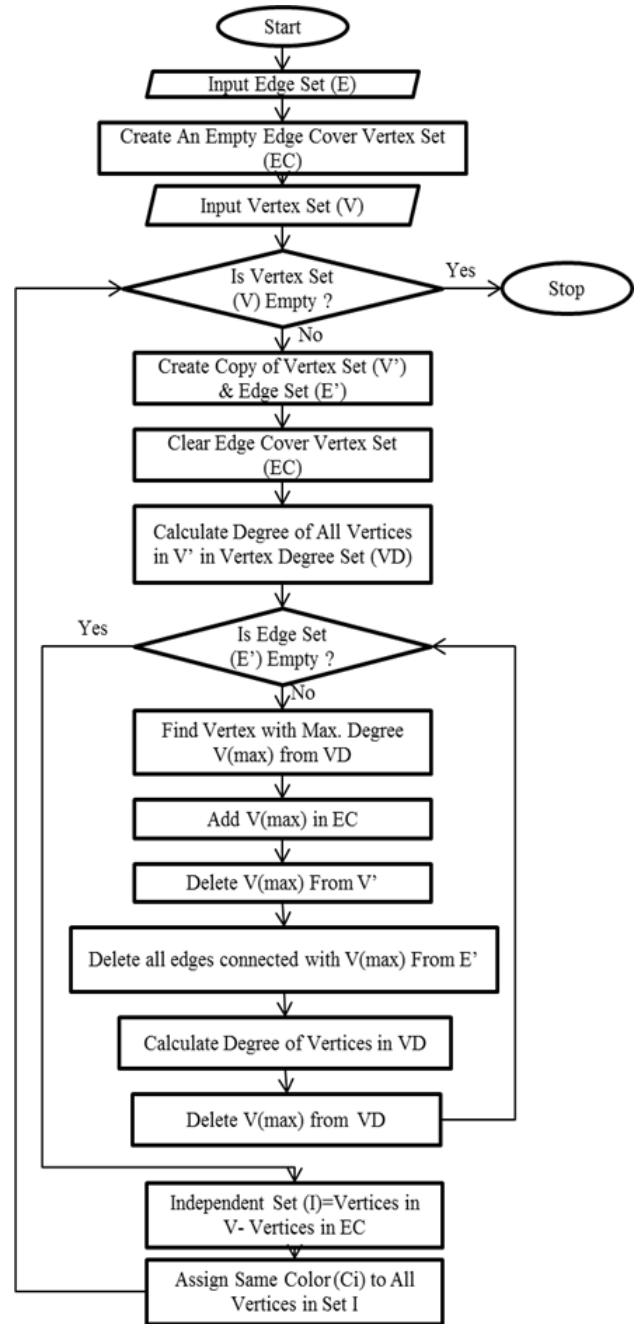 Start
Input Edge Set (E)
Create An Empty Edge Cover Vertex Set
(EC)
Input Vertex Set (V)
Is Vertex Set
(V) Empty ?
Yes
Stop
No
Create Copy of Vertex Set (V’)
& Edge Set (E’)
Clear Edge Cover Vertex Set
(EC)
Calculate Degree of All Vertices
in V’ in Vertex Degree Set (VD)
Yes
Is Edge Set
(E’) Empty ?
No
Find Vertex with Max. Degree
V(max) from VD
Add V(max) in EC
Delete V(max) From V’
Delete all edges connected with V(max) From E’
Calculate Degree of Vertices in VD
Delete V(max) from VD
Independent Set (I)=Vertices in
V- Vertices in EC
Assign Same Color(Ci) to All
Vertices in Set I